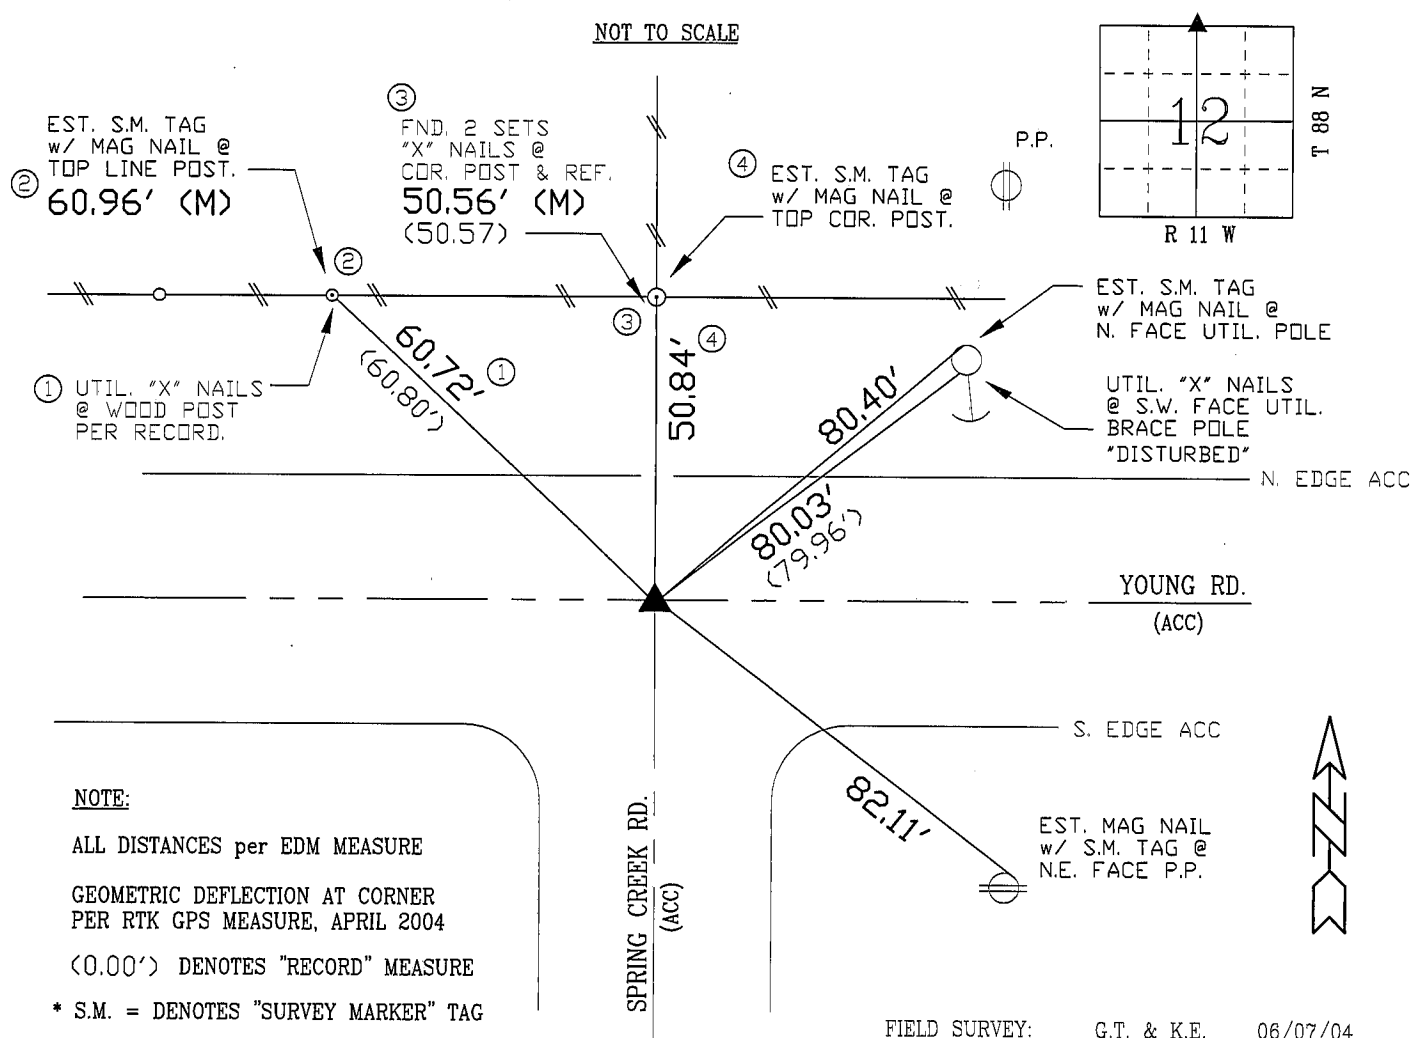 NOT TO SCALE
12
T 88 N
R 11 W
②
EST. S.M. TAG
w/ MAG NAIL @
TOP LINE POST.
60.96' (M)
③
FND. 2 SETS
"X" NAILS @
COR. POST & REF.
50.56' (M)
(50.57)
④
EST. S.M. TAG
w/ MAG NAIL @
TOP COR. POST.
P.P.
②
③
EST. S.M. TAG
w/ MAG NAIL @
N. FACE UTIL. POLE
① UTIL. "X" NAILS
@ WOOD POST
PER RECORD.
60.72' ①
(60.80')
50.84' ④
80.40'
80.03'
(79.96')
UTIL. "X" NAILS
@ S.W. FACE UTIL.
BRACE POLE
"DISTURBED"
N. EDGE ACC
YOUNG RD.
(ACC)
S. EDGE ACC
82.11'
EST. MAG NAIL
w/ S.M. TAG @
N.E. FACE P.P.
SPRING CREEK RD.
(ACC)
N
NOTE:
ALL DISTANCES per EDM MEASURE
GEOMETRIC DEFLECTION AT CORNER
PER RTK GPS MEASURE, APRIL 2004
(0.00') DENOTES "RECORD" MEASURE
* S.M. = DENOTES "SURVEY MARKER" TAG
FIELD SURVEY: G.T. & K.E. 06/07/04